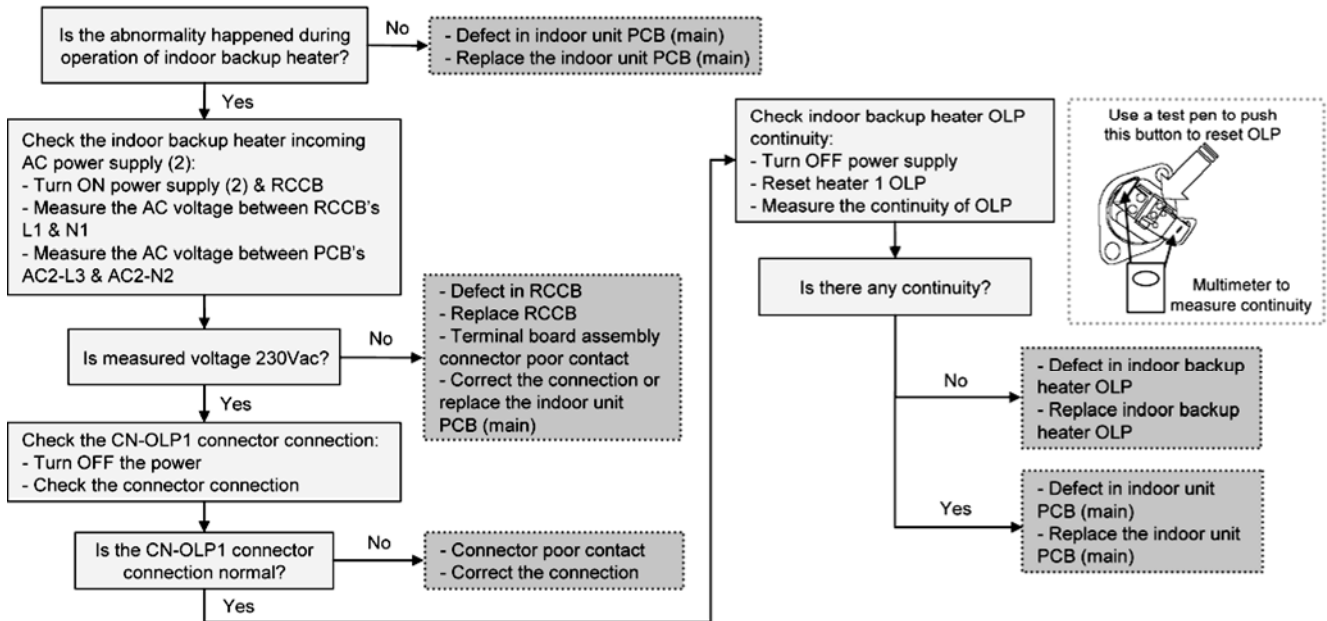 Is the abnormality happened during
operation of indoor backup heater?
No
- Defect in indoor unit PCB (main)
- Replace the indoor unit PCB (main)
Yes
Check the indoor backup heater incoming
AC power supply (2):
- Turn ON power supply (2) & RCCB
- Measure the AC voltage between RCCB's
L1 & N1
- Measure the AC voltage between PCB's
AC2-L3 & AC2-N2
Is measured voltage 230Vac?
No
- Defect in RCCB
- Replace RCCB
- Terminal board assembly
connector poor contact
- Correct the connection or
replace the indoor unit
PCB (main)
Yes
Check the CN-OLP1 connector connection:
- Turn OFF the power
- Check the connector connection
Is the CN-OLP1 connector
connection normal?
No
- Connector poor contact
- Correct the connection
Yes
Check indoor backup heater OLP
continuity:
- Turn OFF power supply
- Reset heater 1 OLP
- Measure the continuity of OLP
Is there any continuity?
No
- Defect in indoor backup
heater OLP
- Replace indoor backup
heater OLP
Yes
- Defect in indoor unit
PCB (main)
- Replace the indoor unit
PCB (main)
Use a test pen to push
this button to reset OLP
Multimeter to
measure continuity